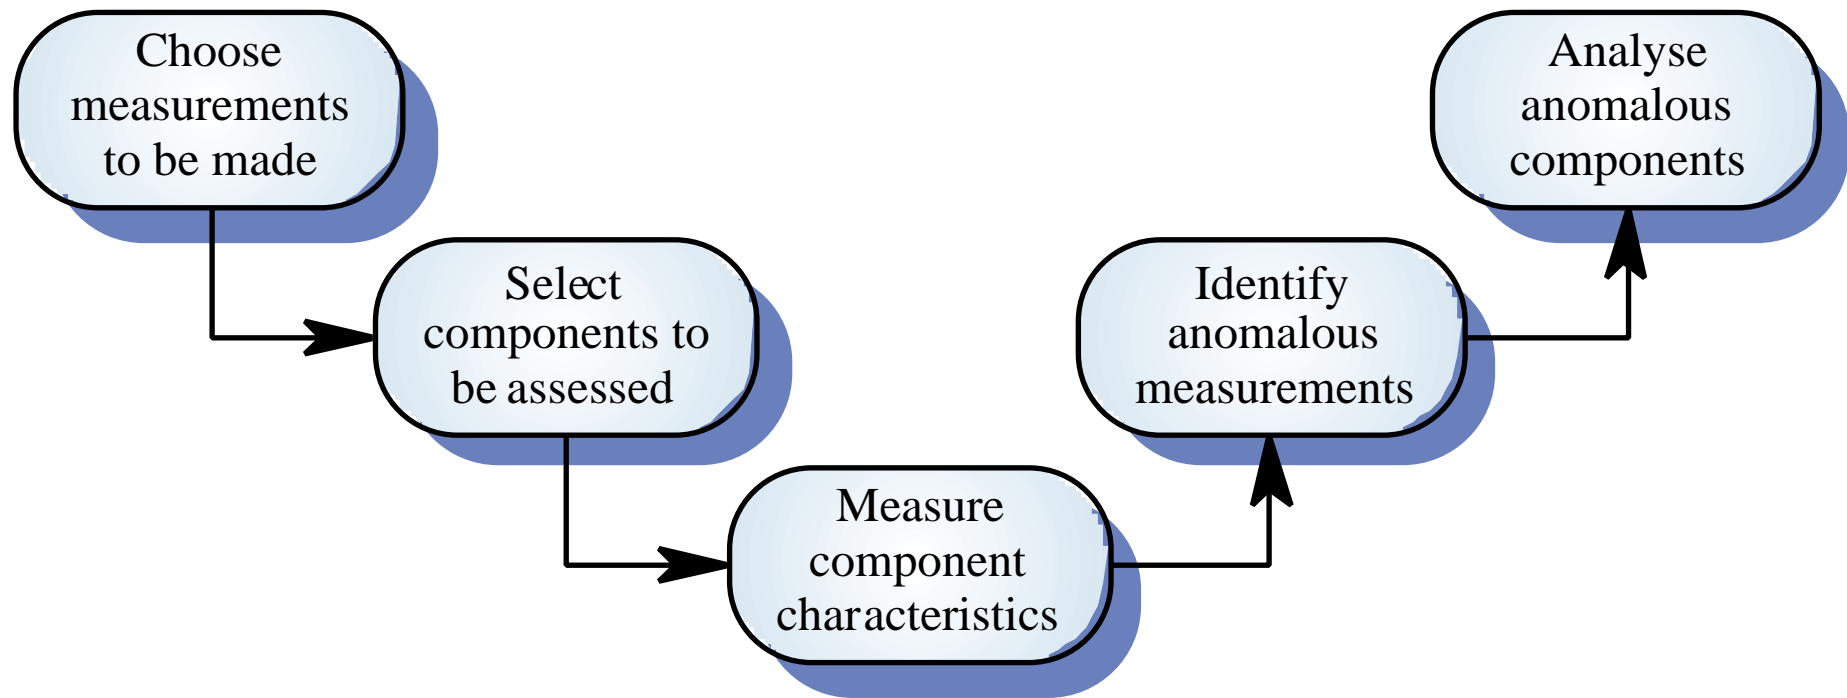 Choose
measurements
to be made
Select
components to
be assessed
Measure
component
characteristics
Identify
anomalous
measurements
Analyse
anomalous
components